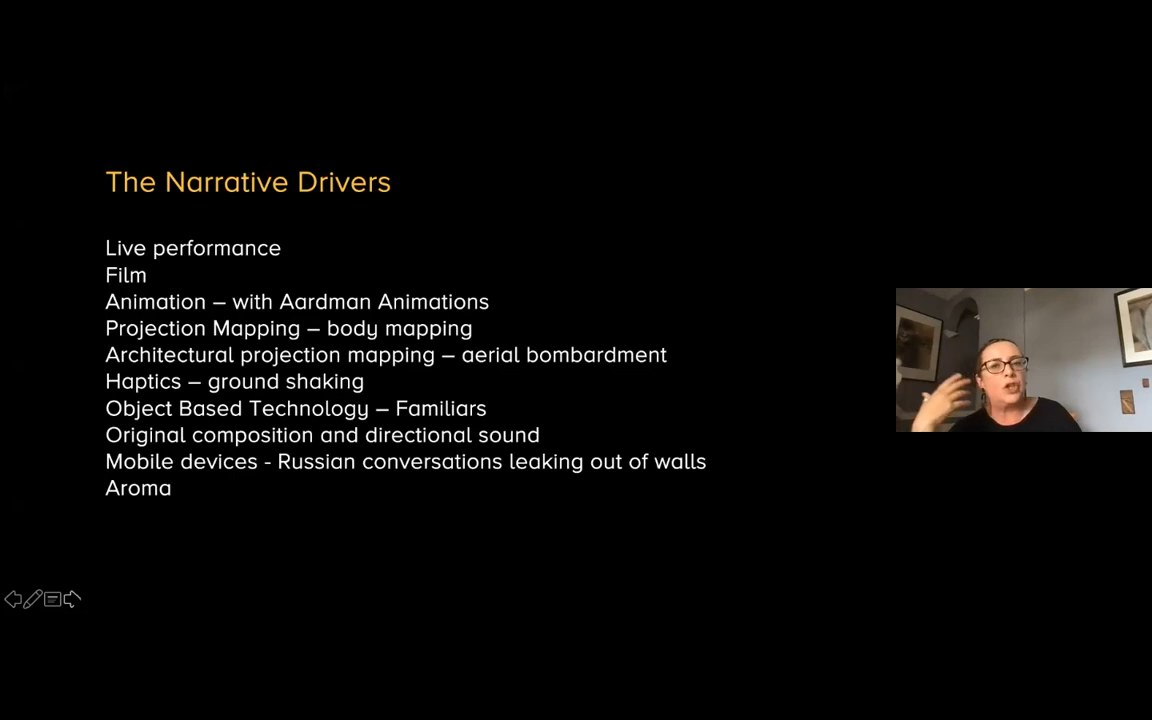 The Narrative Drivers
Live performance
Film
Animation – with Aardman Animations
Projection Mapping – body mapping
Architectural projection mapping – aerial bombardment
Haptics – ground shaking
Object Based Technology – Familiars
Original composition and directional sound
Mobile devices - Russian conversations leaking out of walls
Aroma